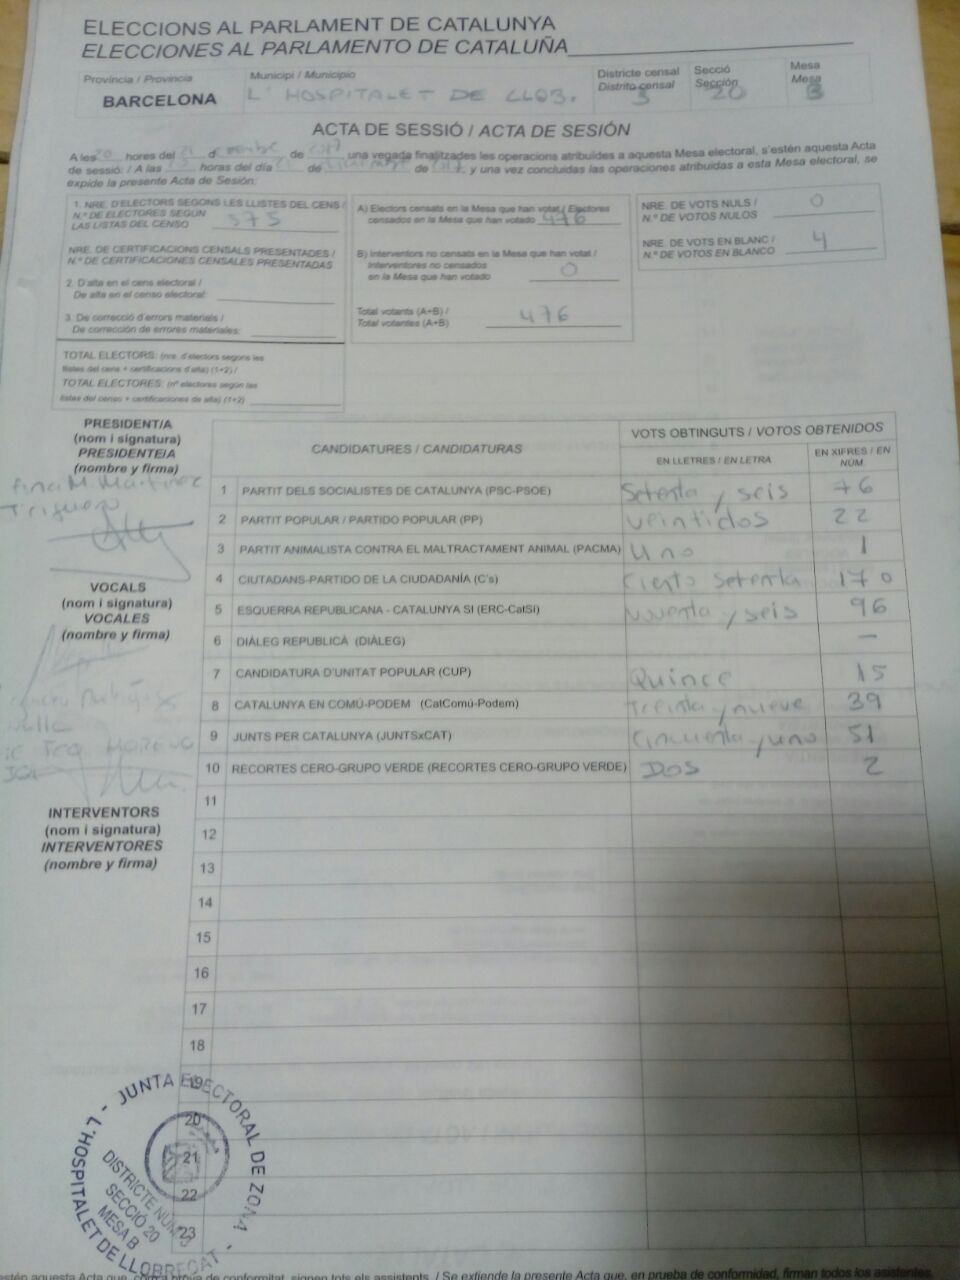 ELECCIONS AL PARLAMENT DE CATALUNYA
ELECCIONES AL PARLAMENTO DE CATALUÑA
Província / Provincia
BARCELONA
Municipi / Municipio
L' HOSPITALET DE LLOB.
Districte censal
Distrito censal
3
Secció
Sección
20
Mesa
Mesa
B
ACTA DE SESSIÓ / ACTA DE SESIÓN
A les 20 hores del 21 de de 2017 una vegada finalitzades les operacions atribuïdes a aquesta Mesa electoral, s'estén aquesta Acta
de sessió: / A las horas del día 21 de de 2017 y una vez concluidas las operaciones atribuidas a esta Mesa electoral, se
expide la presente Acta de Sesión:
1. NRE. D'ELECTORS SEGONS LES LLISTES DEL CENS /
N.º DE ELECTORES SEGÚN
LAS LISTAS DEL CENSO 575
NRE. DE CERTIFICACIONS CENSALS PRESENTADES /
N.º DE CERTIFICACIONES CENSALES PRESENTADAS
2. D'alta en el cens electoral /
De alta en el censo electoral:
3. De correcció d'errors materials /
De corrección de errores materiales:
TOTAL ELECTORS: (nre. d'electors segons les
llistes del cens + certificacions d'alta) (1+2) /
TOTAL ELECTORES: (nº electores según las
listas del censo + certificaciones de alta) (1+2)
A) Electors censats en la Mesa que han votat / Electores
censados en la Mesa que han votado 476
B) Interventors no censats en la Mesa que han votat /
Interventores no censados
en la Mesa que han votado 0
Total votants (A+B) /
Total votantes (A+B) 476
NRE. DE VOTS NULS /
N.º DE VOTOS NULOS 0
NRE. DE VOTS EN BLANC /
N.º DE VOTOS EN BLANCO 4
PRESIDENT/A
(nom i signatura)
PRESIDENTE/A
(nombre y firma)
Fina M. Martinez
VOCALS
(nom i signatura)
VOCALES
(nombre y firma)
MORENO
INTERVENTORS
(nom i signatura)
INTERVENTORES
(nombre y firma)
CANDIDATURES / CANDIDATURAS
VOTS OBTINGUTS / VOTOS OBTENIDOS
EN LLETRES / EN LETRA
EN XIFRES / EN NÚM.
1 PARTIT DELS SOCIALISTES DE CATALUNYA (PSC-PSOE) Setenta y seis 76
2 PARTIT POPULAR / PARTIDO POPULAR (PP) veintidos 22
3 PARTIT ANIMALISTA CONTRA EL MALTRACTAMENT ANIMAL (PACMA) uno 1
4 CIUTADANS-PARTIDO DE LA CIUDADANÍA (C's) Ciento setenta 170
5 ESQUERRA REPUBLICANA - CATALUNYA SÍ (ERC-CatSí) Noventa y seis 96
6 DIÀLEG REPUBLICÀ (DIÀLEG) —
7 CANDIDATURA D'UNITAT POPULAR (CUP) Quince 15
8 CATALUNYA EN COMÚ-PODEM (CatComú-Podem) Treinta y nueve 39
9 JUNTS PER CATALUNYA (JUNTSxCAT) Cincuenta y uno 51
10 RECORTES CERO-GRUPO VERDE (RECORTES CERO-GRUPO VERDE) DOS 2
11
12
13
14
15
16
17
18
19
20
21
22
23
JUNTA ELECTORAL DE ZONA - L'HOSPITALET DE LLOBREGAT -
DISTRICTE NÚM. 3
SECCIÓ 20
MESA B
estén aquesta Acta que, com a prova de conformitat, signen tots els assistents. / Se extiende la presente Acta que, en prueba de conformidad, firman todos los asistentes.